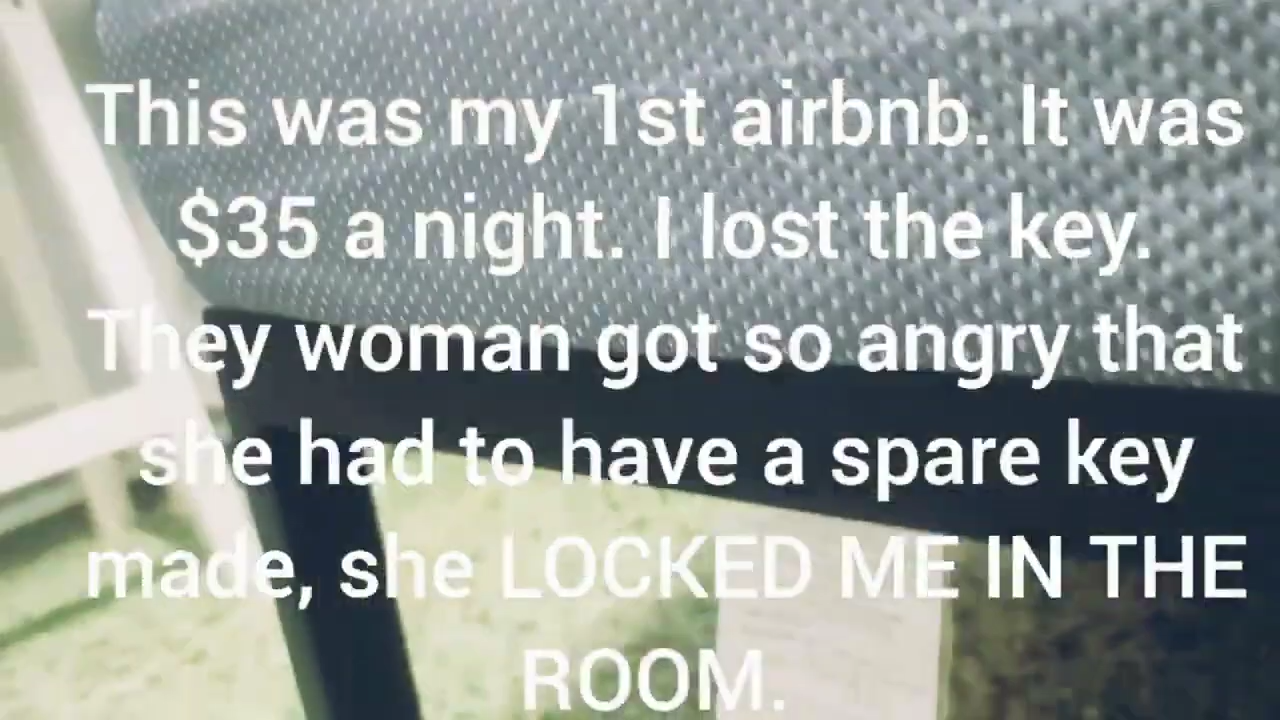 This was my 1st airbnb. It was
$35 a night. I lost the key.
They woman got so angry that
she had to have a spare key
made, she LOCKED ME IN THE
ROOM.